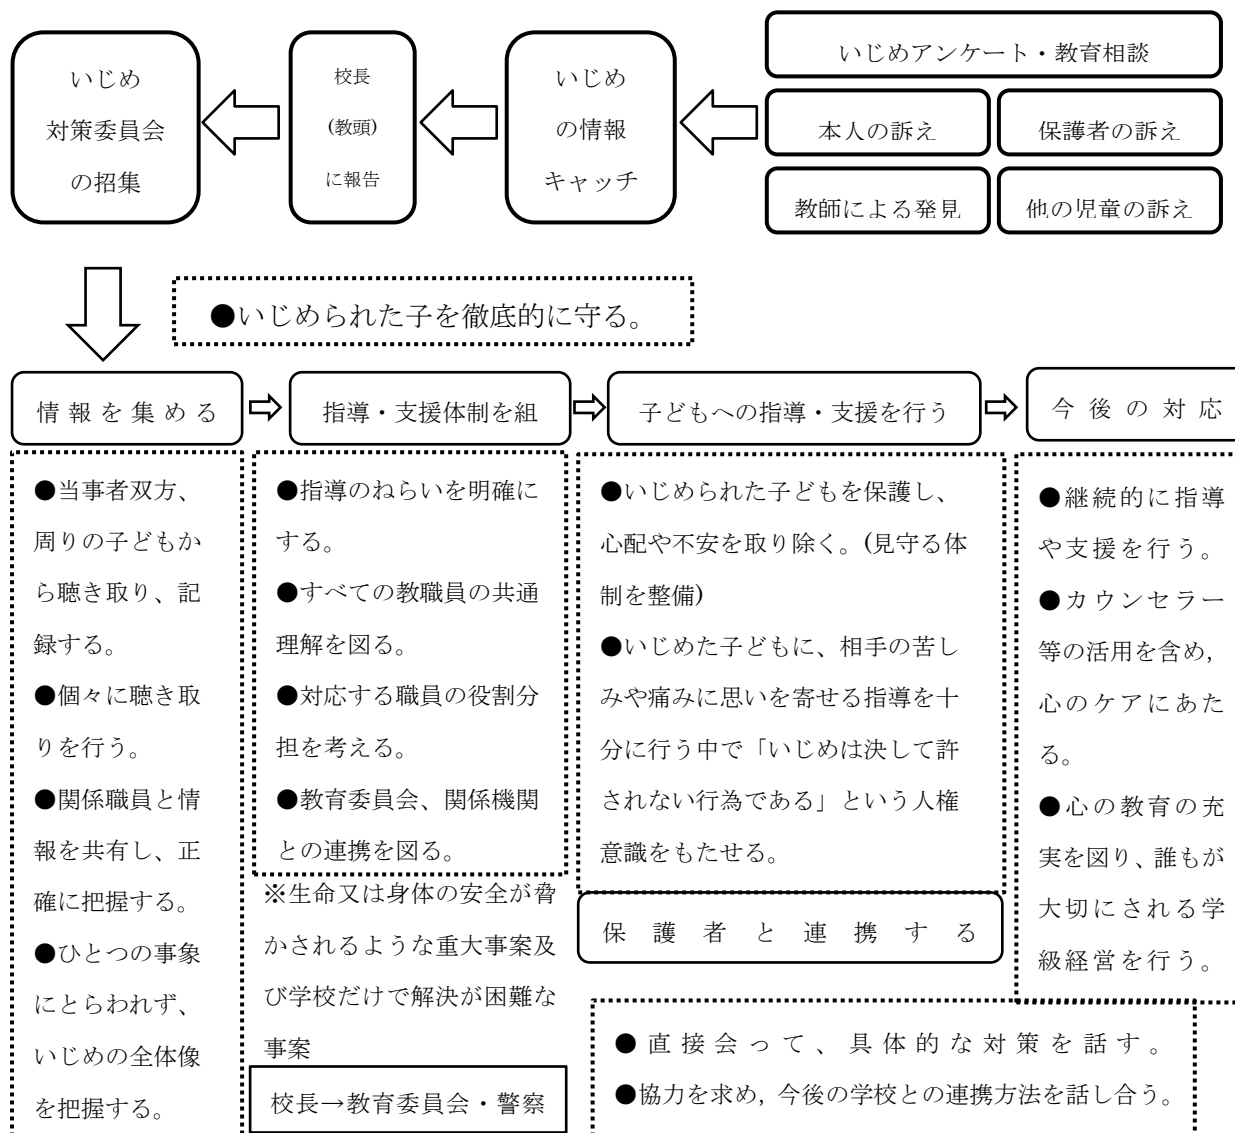 いじめ
対策委員会
の招集
校長
(教頭)
に報告
いじめ
の情報
キャッチ
いじめアンケート・教育相談
本人の訴え
保護者の訴え
教師による発見
他の児童の訴え
●いじめられた子を徹底的に守る。
情報を集める
指導・支援体制を組
子どもへの指導・支援を行う
今後の対応
●当事者双方、
周りの子どもか
ら聴き取り、記
録する。
●個々に聴き取
りを行う。
●関係職員と情
報を共有し、正
確に把握する。
●ひとつの事象
にとらわれず、
いじめの全体像
を把握する。
●指導のねらいを明確に
する。
●すべての教職員の共通
理解を図る。
●対応する職員の役割分
担を考える。
●教育委員会、関係機関
との連携を図る。
※生命又は身体の安全が脅
かされるような重大事案及
び学校だけで解決が困難な
事案
校長→教育委員会・警察
●いじめられた子どもを保護し、
心配や不安を取り除く。(見守る体
制を整備)
●いじめた子どもに、相手の苦し
みや痛みに思いを寄せる指導を十
分に行う中で「いじめは決して許
されない行為である」という人権
意識をもたせる。
保護者と連携する
●直接会って、具体的な対策を話す。
●協力を求め,今後の学校との連携方法を話し合う。
●継続的に指導
や支援を行う。
●カウンセラー
等の活用を含め,
心のケアにあた
る。
●心の教育の充
実を図り、誰もが
大切にされる学
級経営を行う。